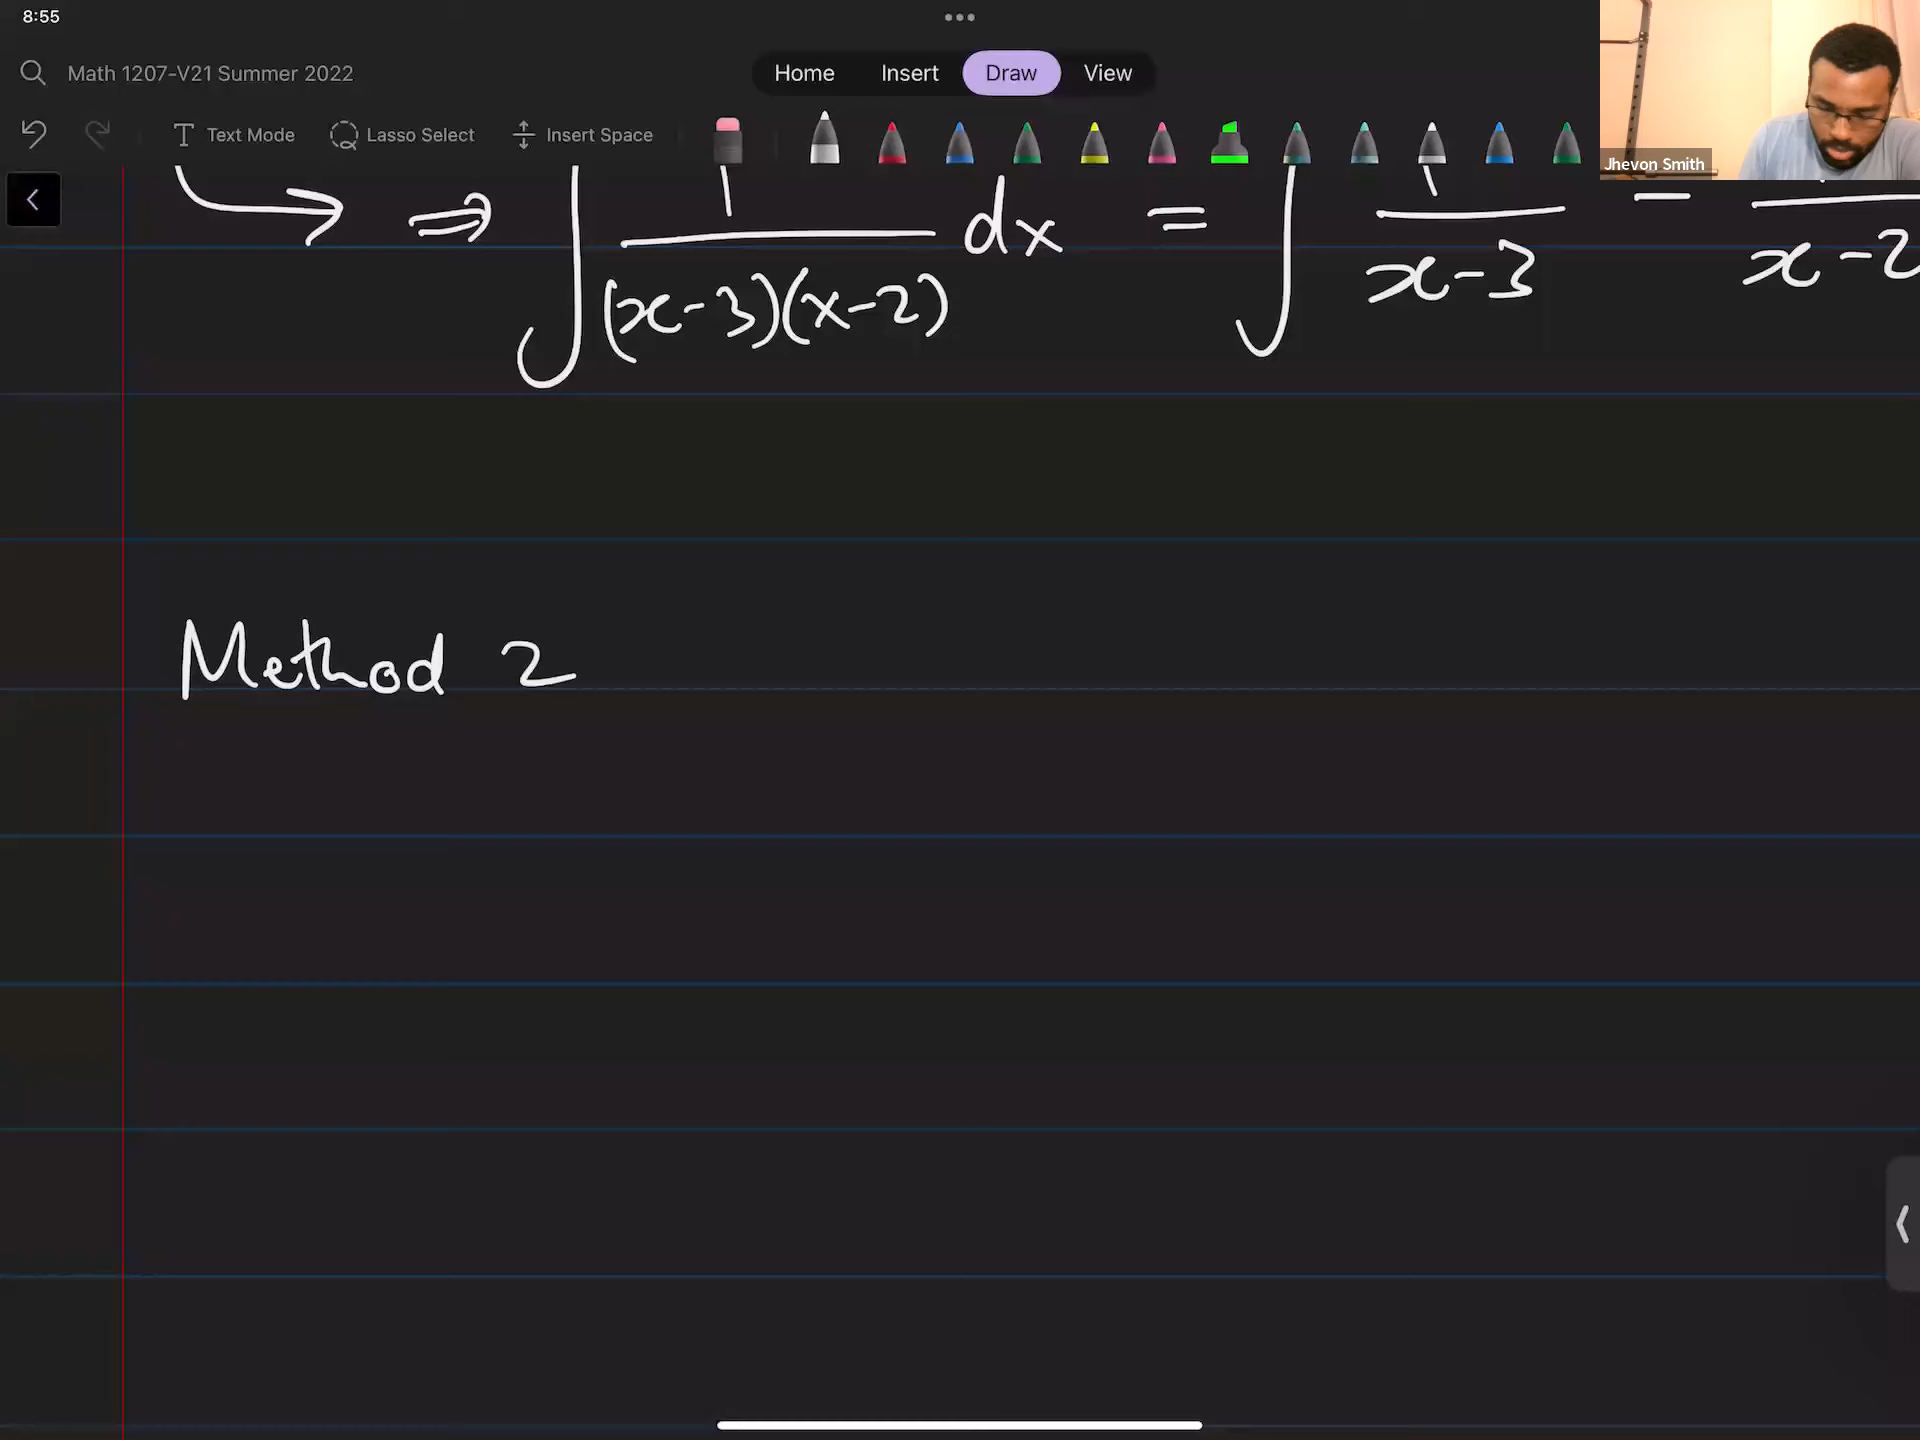 8:55
Math 1207-V21 Summer 2022
Home Insert Draw View
Text Mode Lasso Select Insert Space
Jhevon Smith
⇒ ∫ 1/((x-3)(x-2)) dx = ∫ 1/(x-3) - 1/(x-2
Method 2